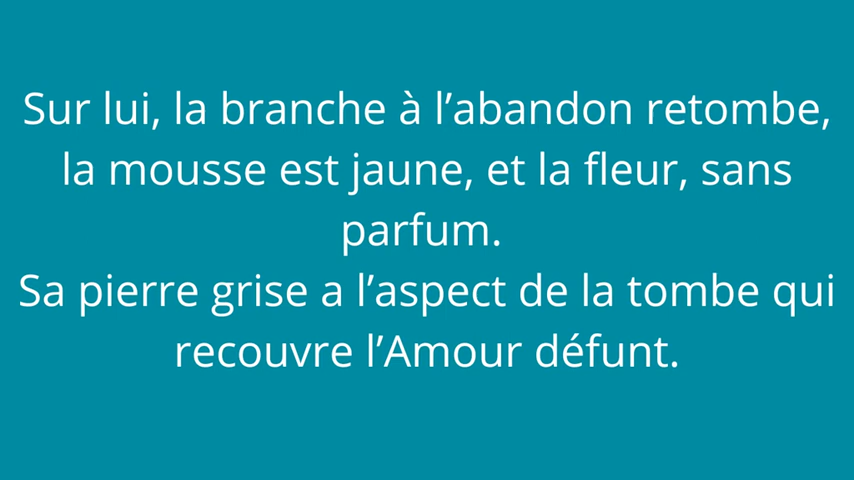 Sur lui, la branche à l’abandon retombe,
la mousse est jaune, et la fleur, sans
parfum.
Sa pierre grise a l’aspect de la tombe qui
recouvre l’Amour défunt.